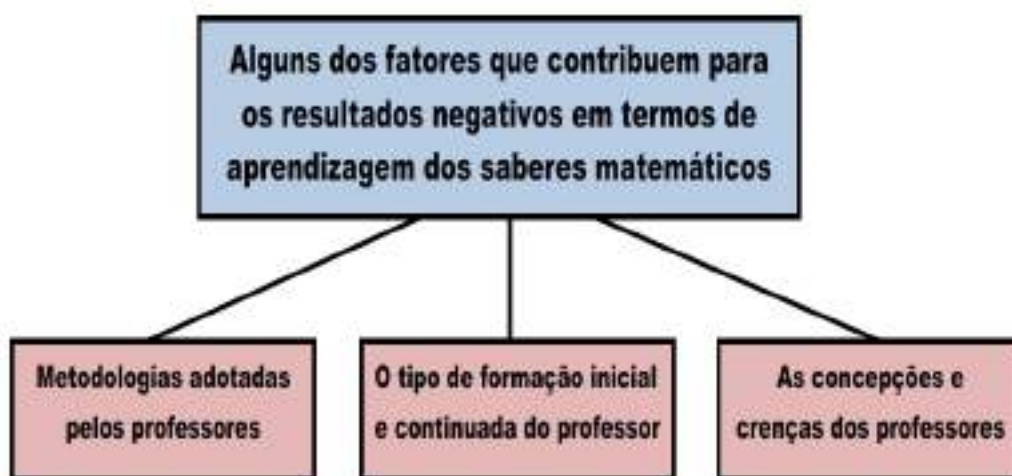 Alguns dos fatores que contribuem para
os resultados negativos em termos de
aprendizagem dos saberes matemáticos
Metodologias adotadas
pelos professores
O tipo de formação inicial
e continuada do professor
As concepções e
crenças dos professores